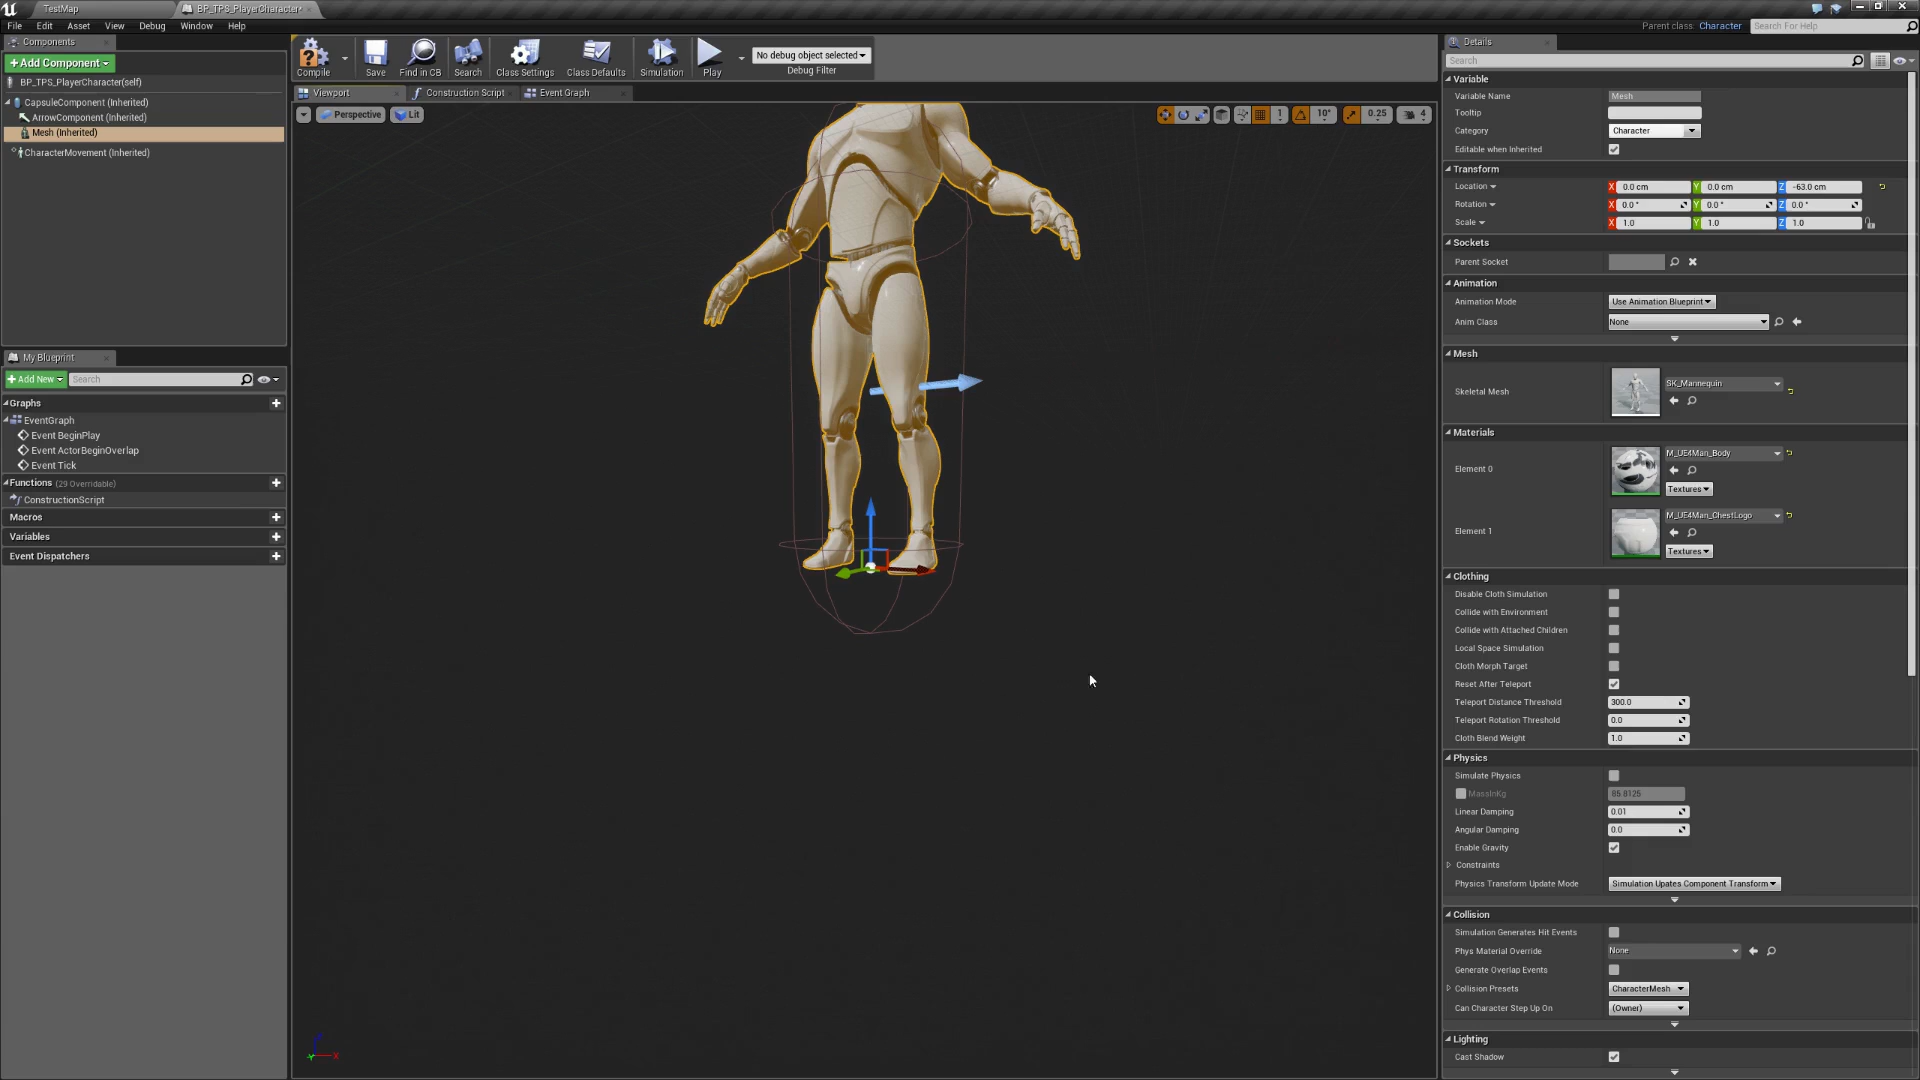 TestMap
BP_TPS_PlayerCharacter*
File Edit Asset View Debug Window Help
Parent class: Character
Search For Help
Components
+Add Component
BP_TPS_PlayerCharacter(self)
CapsuleComponent (Inherited)
ArrowComponent (Inherited)
Mesh (Inherited)
CharacterMovement (Inherited)
My Blueprint
+Add New
Search
Graphs
EventGraph
Event BeginPlay
Event ActorBeginOverlap
Event Tick
Functions (29 Overridable)
ConstructionScript
Macros
Variables
Event Dispatchers
Compile
Save
Find in CB
Search
Class Settings
Class Defaults
Simulation
Play
No debug object selected
Debug Filter
Viewport
Construction Script
Event Graph
Perspective
Lit
1
10°
0.25
4
Details
Search
Variable
Variable Name Mesh
Tooltip
Category Character
Editable when Inherited
Transform
Location X 0.0 cm Y 0.0 cm Z -63.0 cm
Rotation X 0.0 ° Y 0.0 ° Z 0.0 °
Scale X 1.0 Y 1.0 Z 1.0
Sockets
Parent Socket
Animation
Animation Mode Use Animation Blueprint
Anim Class None
Mesh
Skeletal Mesh SK_Mannequin
Materials
Element 0 M_UE4Man_Body
Textures
Element 1 M_UE4Man_ChestLogo
Textures
Clothing
Disable Cloth Simulation
Collide with Environment
Collide with Attached Children
Local Space Simulation
Cloth Morph Target
Reset After Teleport
Teleport Distance Threshold 300.0
Teleport Rotation Threshold 0.0
Cloth Blend Weight 1.0
Physics
Simulate Physics
MassInKg 85.8125
Linear Damping 0.01
Angular Damping 0.0
Enable Gravity
Constraints
Physics Transform Update Mode Simulation Upates Component Transform
Collision
Simulation Generates Hit Events
Phys Material Override None
Generate Overlap Events
Collision Presets CharacterMesh
Can Character Step Up On (Owner)
Lighting
Cast Shadow